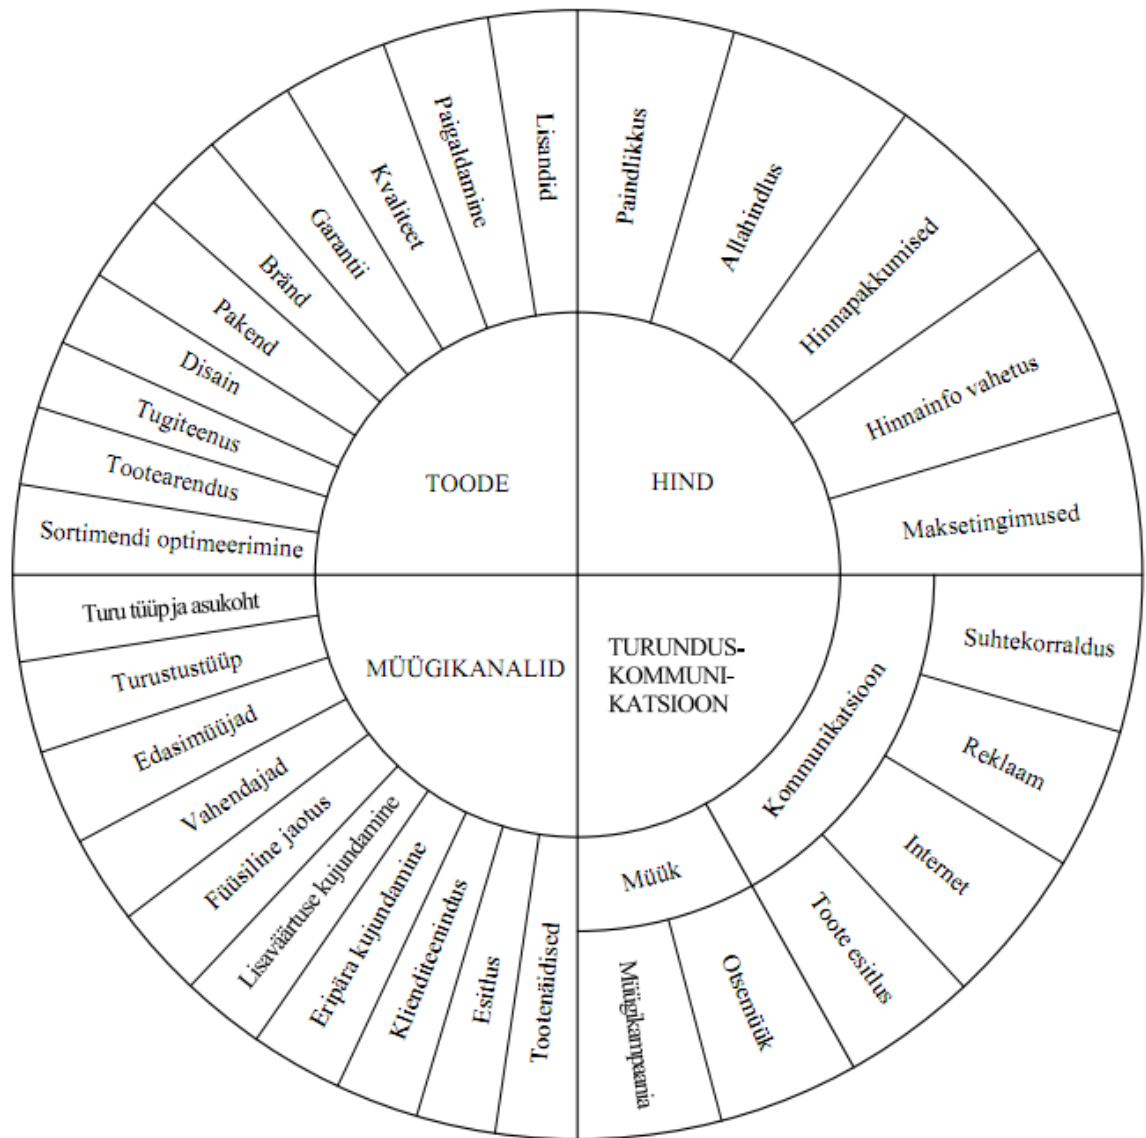 Lisandid
Paigaldamine
Kvaliteet
Garantii
Bränd
Pakend
Disain
Tugiteenus
Tootearendus
Sortimendi optimeerimine
TOODE
Paindlikkus
Allahindlus
Hinnapakkumised
Hinnainfo vahetus
Maksetingimused
HIND
Turu tüüp ja asukoht
Turustustüüp
Edasimüüjad
Vahendajad
Füüsiline jaotus
Lisaväärtuse kujundamine
Eripära kujundamine
Klienditeenindus
Esitlus
Tootenäidised
MÜÜGIKANALID
TURUNDUS-
KOMMUNI-
KATSIOON
Kommunikatsioon
Suhtekorraldus
Reklaam
Internet
Toote esitlus
Müük
Otsemüük
Müügikampaania